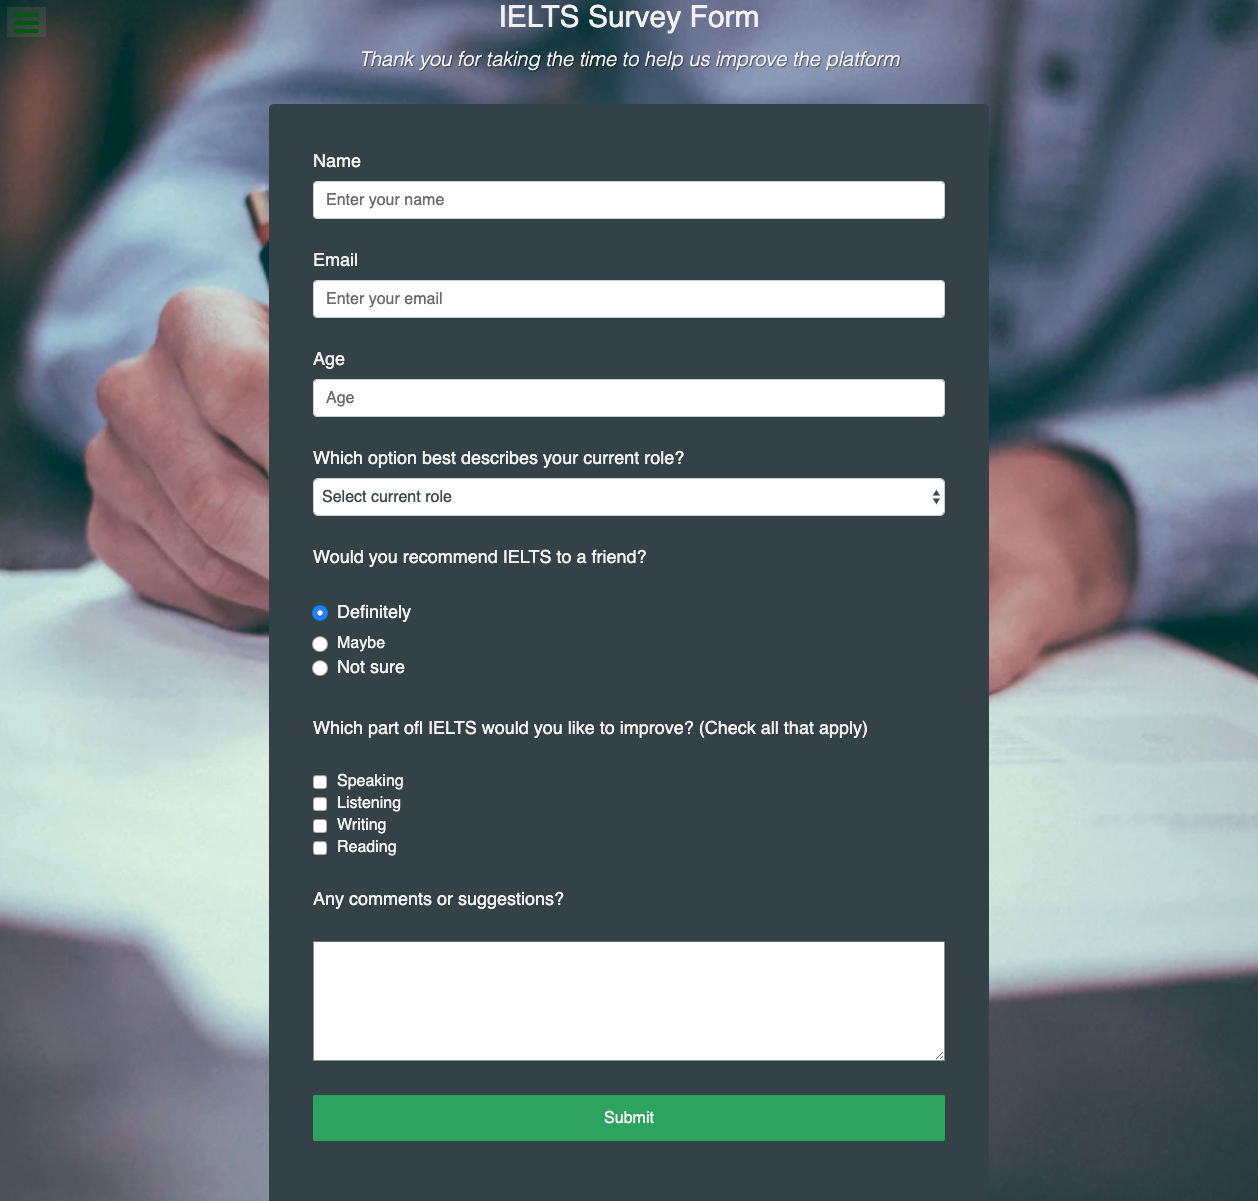 IELTS Survey Form
Thank you for taking the time to help us improve the platform
Name
Enter your name
Email
Enter your email
Age
Age
Which option best describes your current role?
Select current role
Would you recommend IELTS to a friend?
Definitely
Maybe
Not sure
Which part ofl IELTS would you like to improve? (Check all that apply)
Speaking
Listening
Writing
Reading
Any comments or suggestions?
Submit